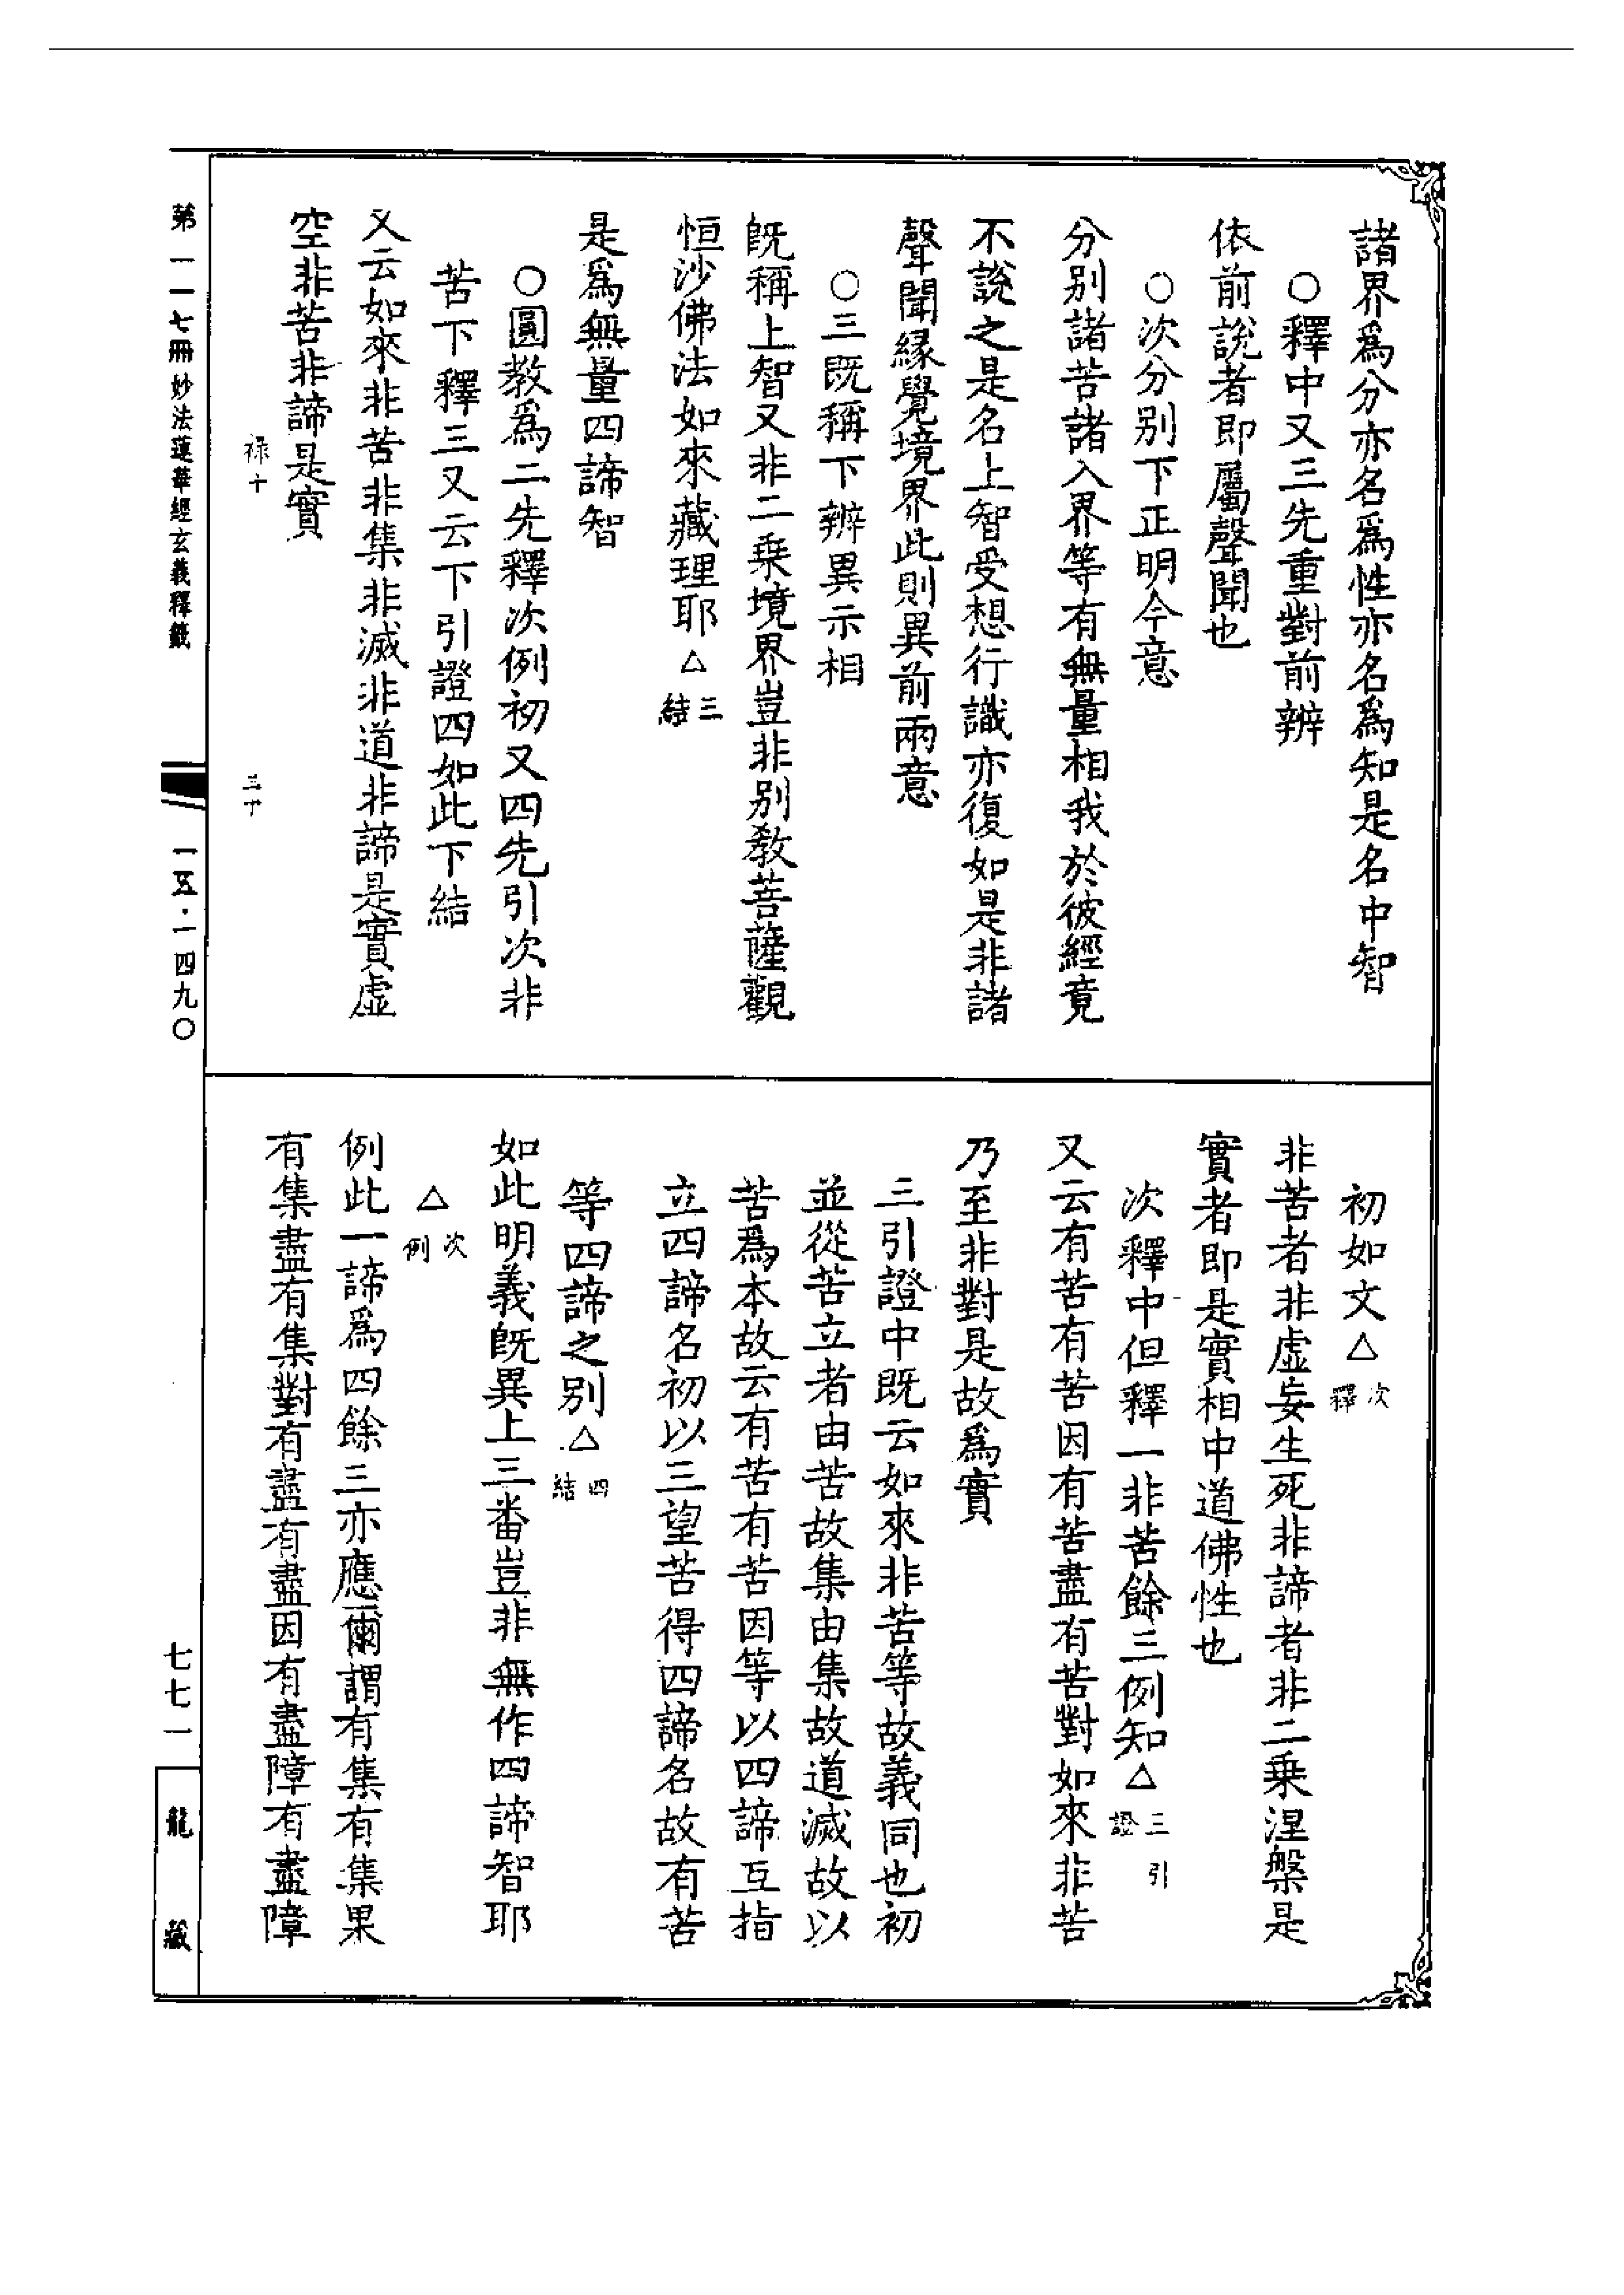 諸界爲分亦名爲性亦名爲知是名中智
○釋中又三先重對前辨
依前說者即屬聲聞也
○次分別下正明今意
分別諸苦諸入界等有無量相我於彼經竟
不說之是名上智受想行識亦復如是非諸
聲聞緣覺境界此則異前兩意
○三既稱下辨異示相
既稱上智又非二乗境界豈非別教菩薩觀
恒沙佛法如來藏理耶△三結
是爲無量四諦智
○圓教爲二先釋次例初又四先引次非
苦下釋三又云下引證四如此下結
又云如來非苦非集非滅非道非諦是實虛
空非苦非諦是實
初如文△次釋
非苦者非虛妄生死非諦者非二乗涅槃是
實者即是實相中道佛性也
次釋中但釋一非苦餘三例知△三引證
又云有苦有苦因有苦盡有苦對如來非苦
乃至非對是故爲實
三引證中既云如來非苦等故義同也初
並從苦立者由苦故集由集故道滅故以
苦爲本故云有苦有苦因等以四諦互指
立四諦名初以三望苦得四諦名故有苦
等四諦之別△四結
如此明義既異上三番豈非無作四諦智耶
△次例
例此一諦爲四餘三亦應爾謂有集有集果
有集盡有集對有盡有盡因有盡障有盡障
祿十
三十
第一一七冊 妙法蓮華經玄義釋籤
一五·一四九〇
七七一
龍藏